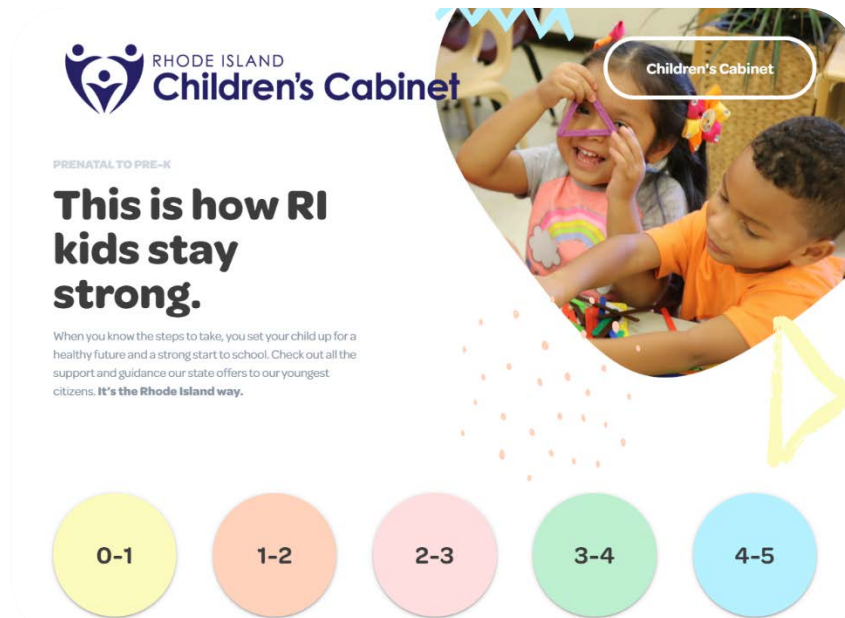 RHODE ISLAND
Children's Cabinet
Children's Cabinet
PRENATAL TO PRE-K
This is how RI
kids stay
strong.
When you know the steps to take, you set your child up for a
healthy future and a strong start to school. Check out all the
support and guidance our state offers to our youngest
citizens. It's the Rhode Island way.
0-1
1-2
2-3
3-4
4-5